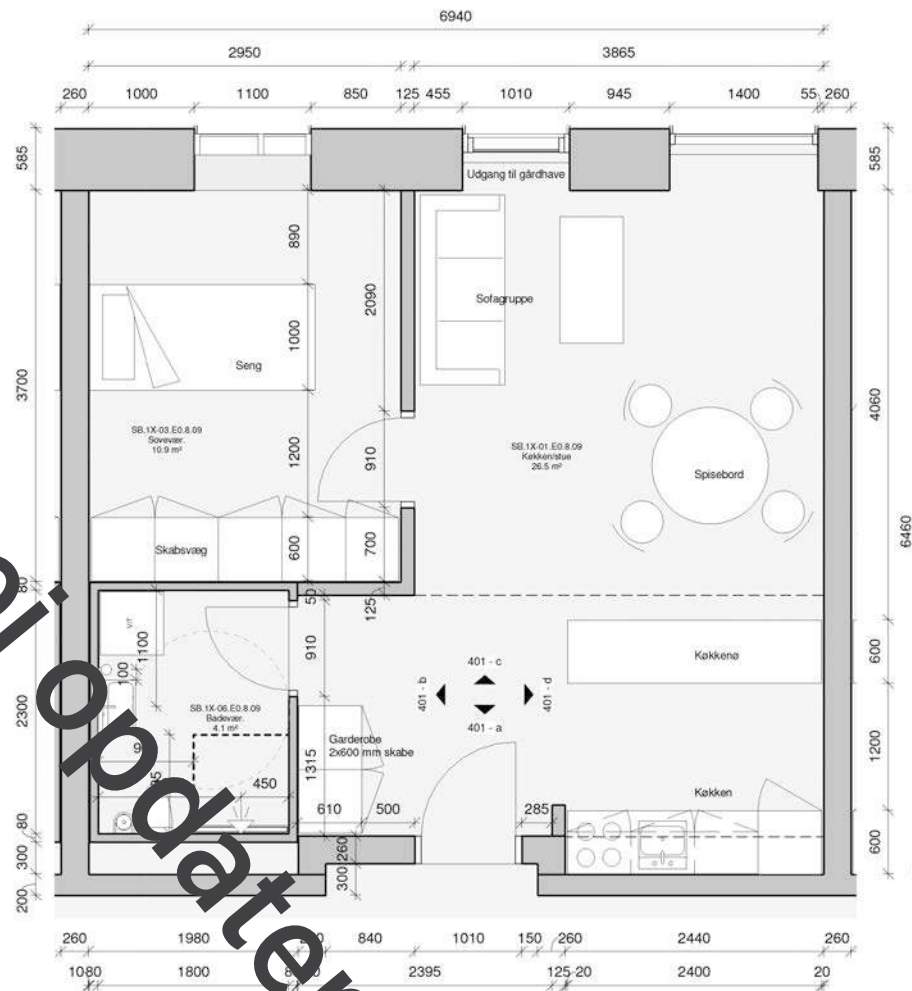 6940
2950 3865
260 1000 1100 850 125 455 1010 945 1400 55 260
585 585
Udgang til gårdhave
890
2090
Sofagruppe
1000
Seng
3700
4060
SB.1X-03.E0.8.09
Sovevær.
10.9 m²
1200
910
SB.1X-01.E0.8.09
Køkken/stue
26.5 m²
Spisebord
6460
Skabsvæg
600
700
80
50
125
V/T
1100
100
910
Køkkenø
600
401 - c
401 - b
401 - d
401 - a
SB.1X-06.E0.8.09
Badevær.
4.1 m²
2300
Garderobe
2x600 mm skabe
1315
1200
450
610 500
285
Køkken
80
300
260
300
600
200
260 1980 840 1010 150 260 2440 260
1080 1800 2395 125 20 2400 20
opdater